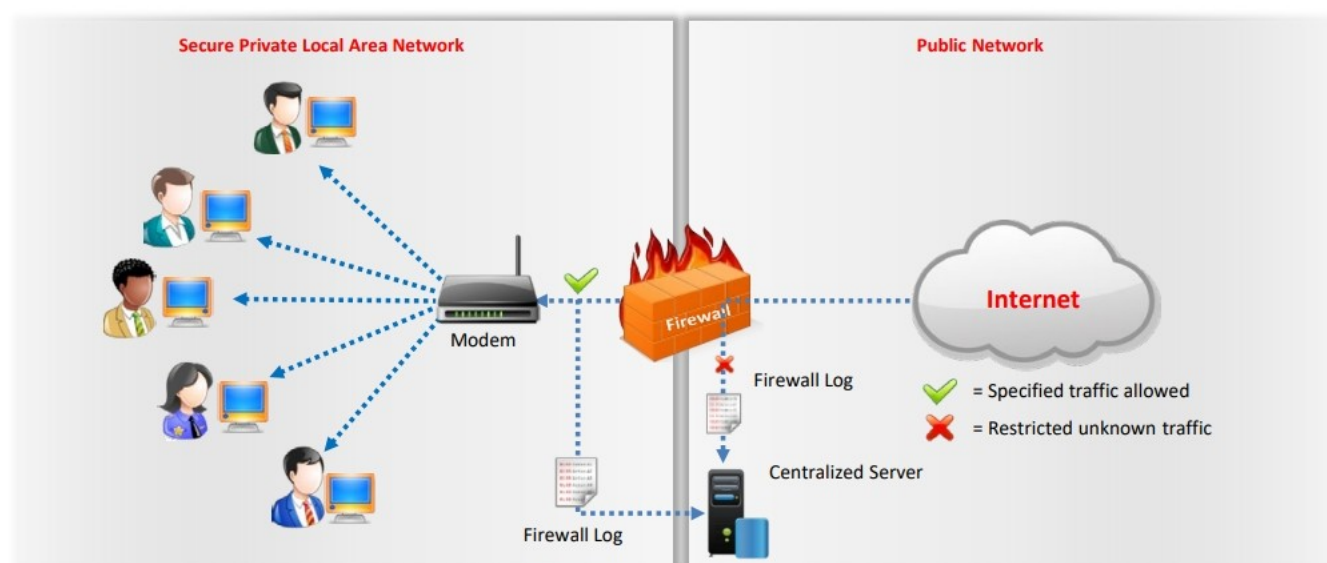 Secure Private Local Area Network
Public Network
Modem
Firewall
Internet
Firewall Log
= Specified traffic allowed
= Restricted unknown traffic
Centralized Server
Firewall Log